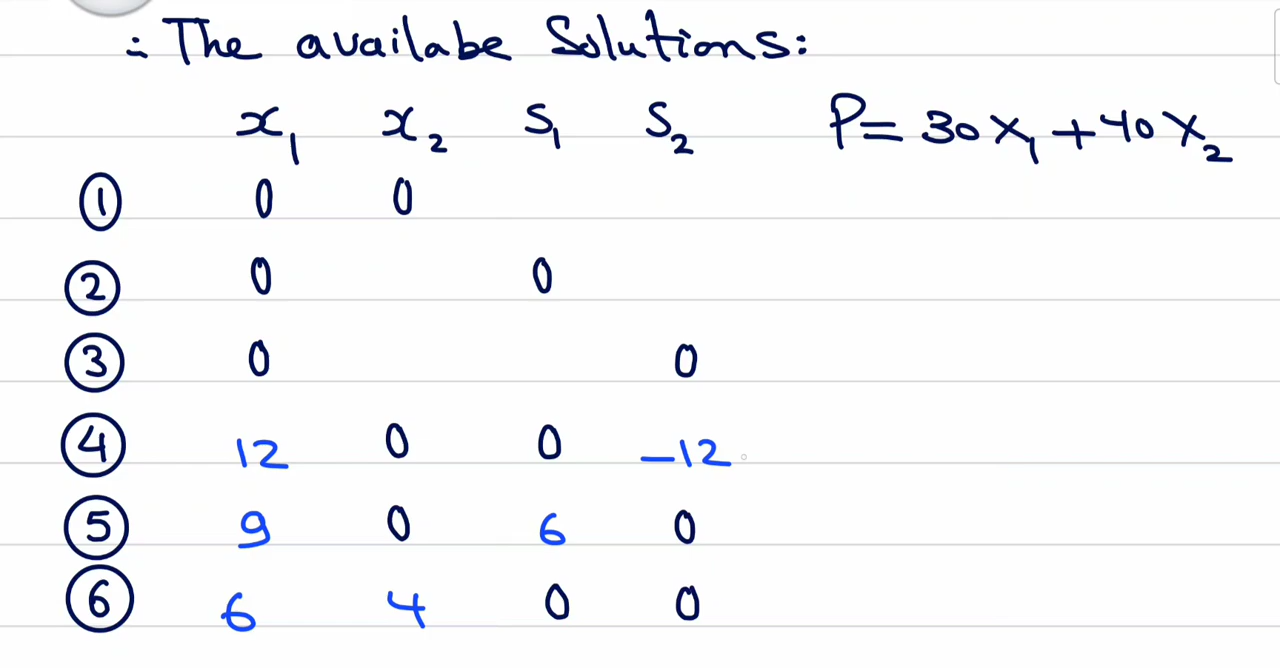 ∴ The availabe Solutions:
x₁ x₂ S₁ S₂ P = 30x₁ + 40x₂
① 0 0
② 0 0
③ 0 0
④ 12 0 0 -12
⑤ 9 0 6 0
⑥ 6 4 0 0